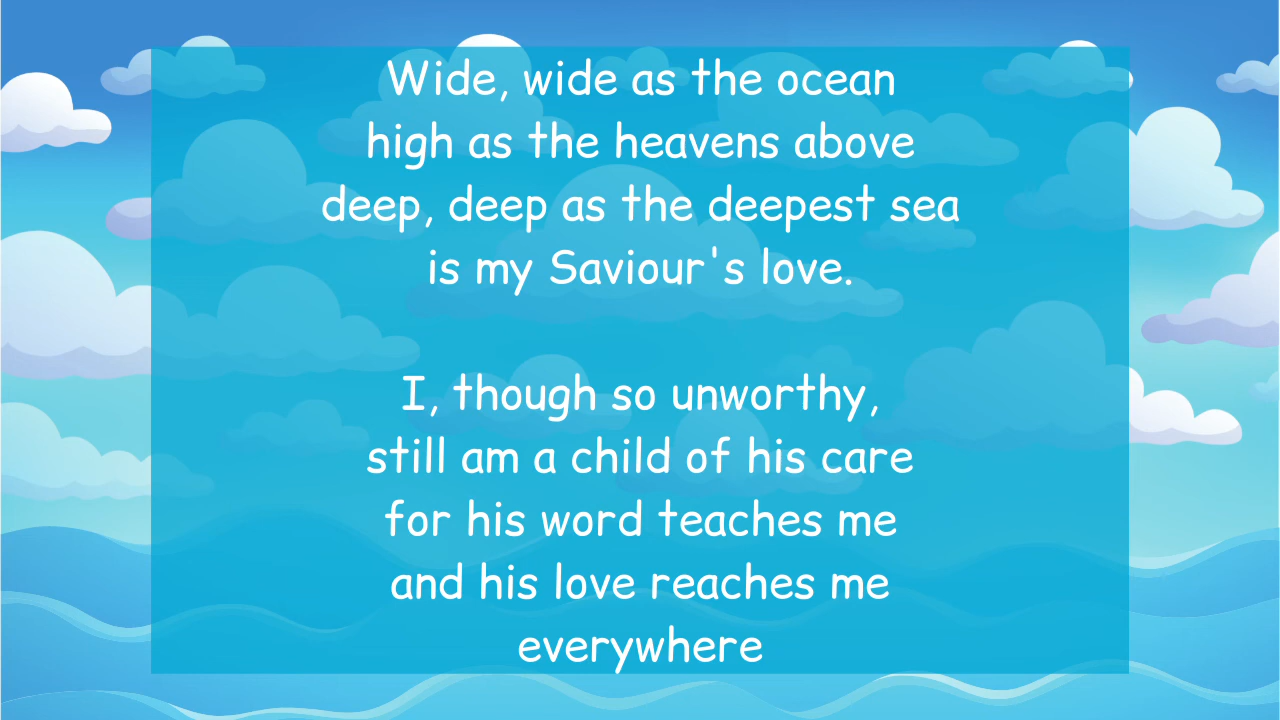 Wide, wide as the ocean
high as the heavens above
deep, deep as the deepest sea
is my Saviour's love.
I, though so unworthy,
still am a child of his care
for his word teaches me
and his love reaches me
everywhere